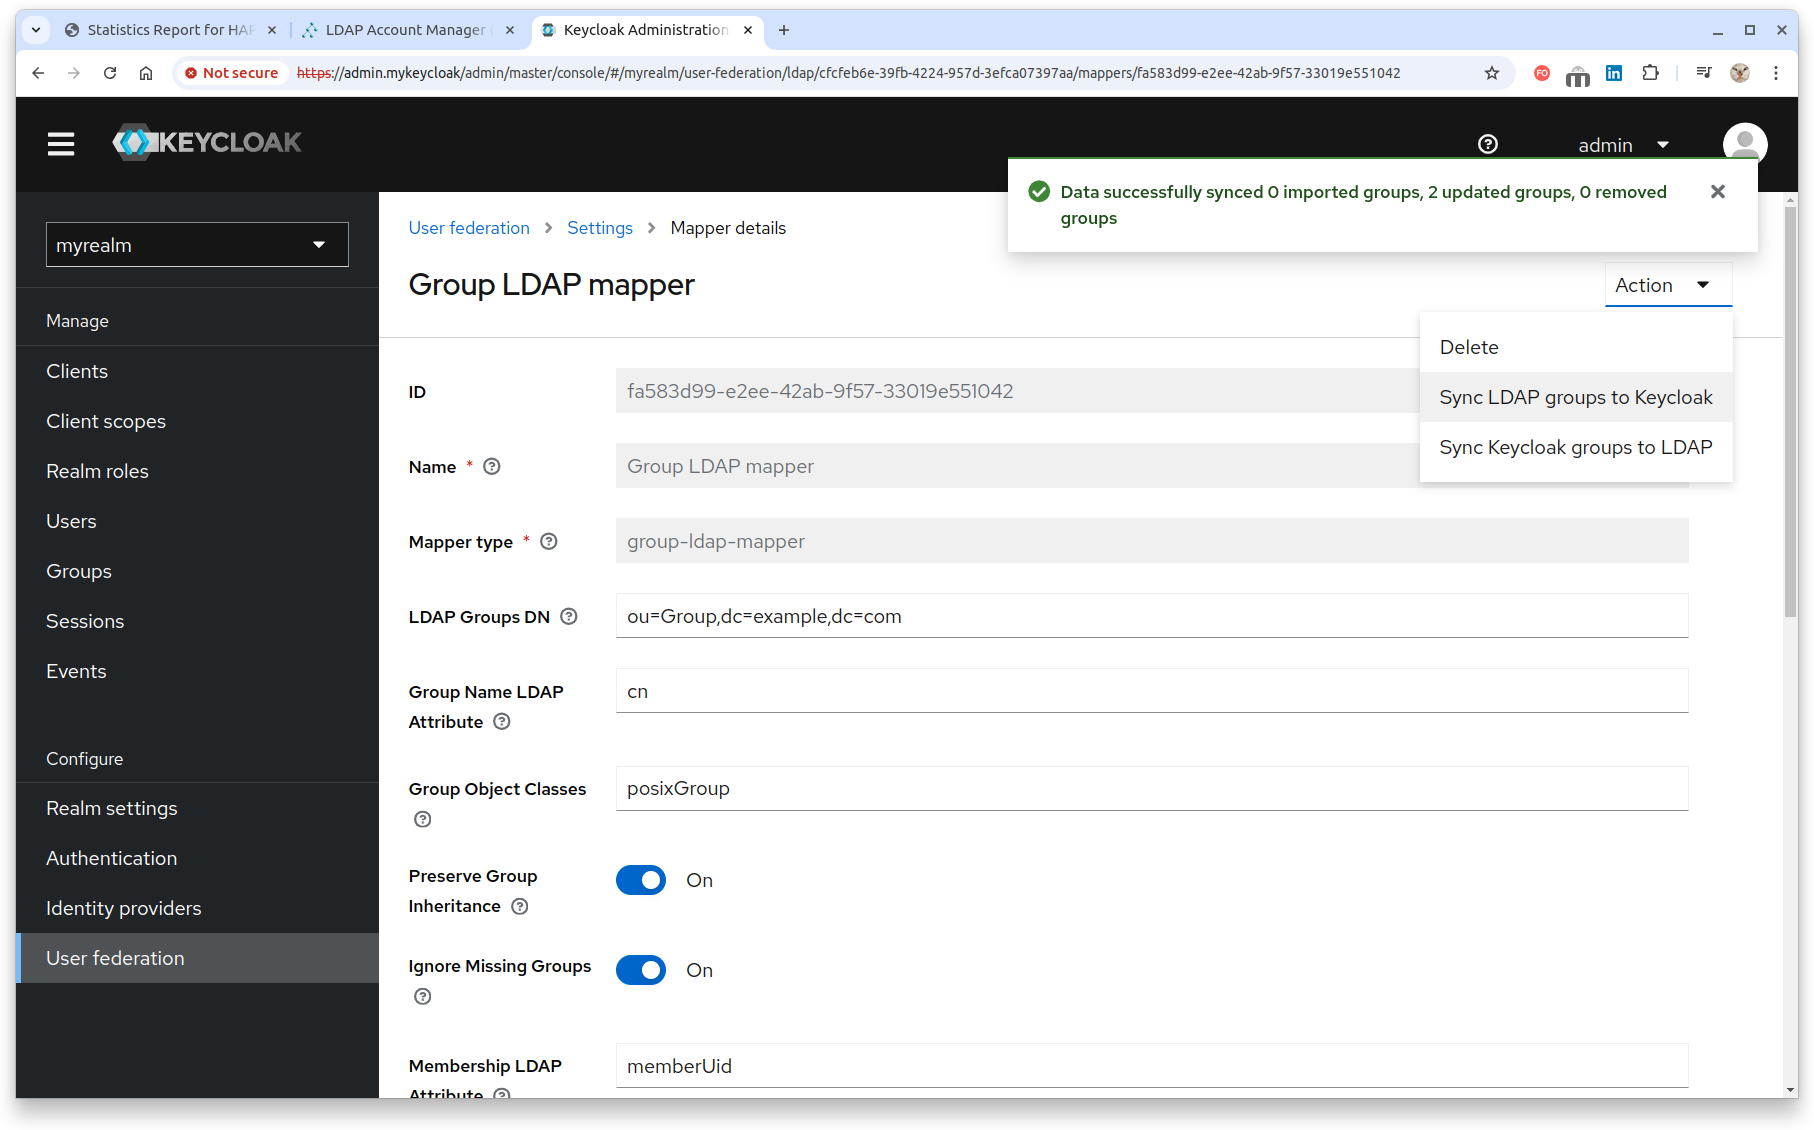 Statistics Report for HAP
LDAP Account Manager
Keycloak Administration
Not secure
https://admin.mykeycloak/admin/master/console/#/myrealm/user-federation/ldap/cfcfeb6e-39fb-4224-957d-3efca07397aa/mappers/fa583d99-e2ee-42ab-9f57-33019e551042
FO
in
KEYCLOAK
admin
Data successfully synced 0 imported groups, 2 updated groups, 0 removed
groups
myrealm
Manage
Clients
Client scopes
Realm roles
Users
Groups
Sessions
Events
Configure
Realm settings
Authentication
Identity providers
User federation
User federation > Settings > Mapper details
Group LDAP mapper
Action
Delete
Sync LDAP groups to Keycloak
Sync Keycloak groups to LDAP
ID
fa583d99-e2ee-42ab-9f57-33019e551042
Name *
Group LDAP mapper
Mapper type *
group-ldap-mapper
LDAP Groups DN
ou=Group,dc=example,dc=com
Group Name LDAP
Attribute
cn
Group Object Classes
posixGroup
Preserve Group
Inheritance
On
Ignore Missing Groups
On
Membership LDAP
Attribute
memberUid